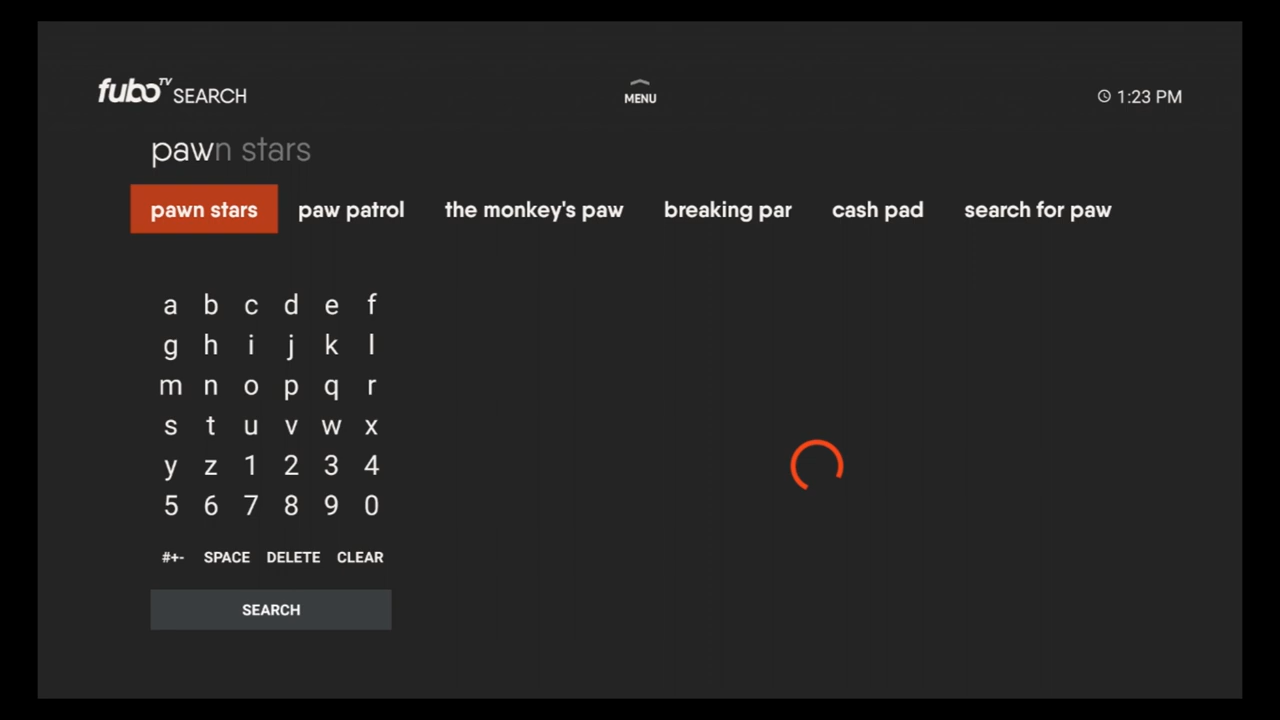 fuboTV SEARCH
MENU
1:23 PM
pawn stars
pawn stars paw patrol the monkey's paw breaking par cash pad search for paw
a b c d e f
g h i j k l
m n o p q r
s t u v w x
y z 1 2 3 4
5 6 7 8 9 0
#+- SPACE DELETE CLEAR
SEARCH